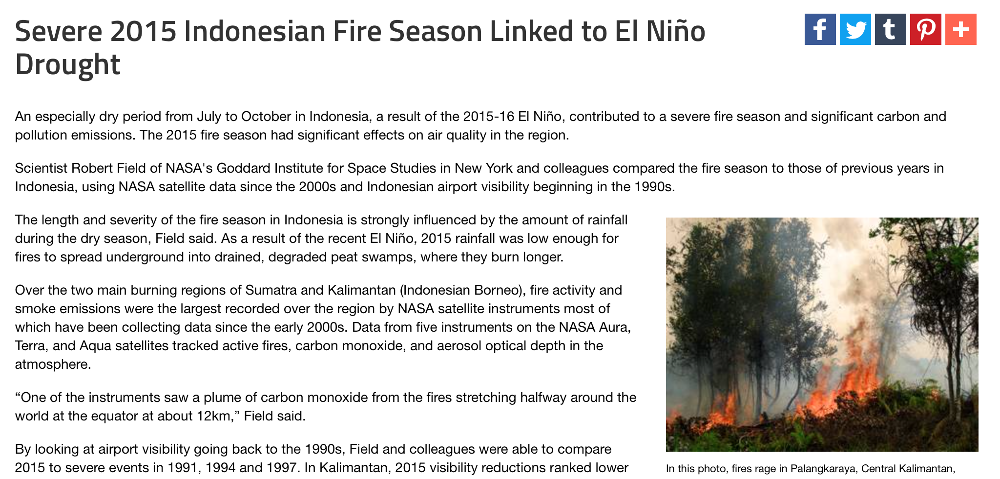 Severe 2015 Indonesian Fire Season Linked to El Niño
Drought
An especially dry period from July to October in Indonesia, a result of the 2015-16 El Niño, contributed to a severe fire season and significant carbon and
pollution emissions. The 2015 fire season had significant effects on air quality in the region.
Scientist Robert Field of NASA's Goddard Institute for Space Studies in New York and colleagues compared the fire season to those of previous years in
Indonesia, using NASA satellite data since the 2000s and Indonesian airport visibility beginning in the 1990s.
The length and severity of the fire season in Indonesia is strongly influenced by the amount of rainfall
during the dry season, Field said. As a result of the recent El Niño, 2015 rainfall was low enough for
fires to spread underground into drained, degraded peat swamps, where they burn longer.
Over the two main burning regions of Sumatra and Kalimantan (Indonesian Borneo), fire activity and
smoke emissions were the largest recorded over the region by NASA satellite instruments most of
which have been collecting data since the early 2000s. Data from five instruments on the NASA Aura,
Terra, and Aqua satellites tracked active fires, carbon monoxide, and aerosol optical depth in the
atmosphere.
“One of the instruments saw a plume of carbon monoxide from the fires stretching halfway around the
world at the equator at about 12km,” Field said.
By looking at airport visibility going back to the 1990s, Field and colleagues were able to compare
2015 to severe events in 1991, 1994 and 1997. In Kalimantan, 2015 visibility reductions ranked lower
In this photo, fires rage in Palangkaraya, Central Kalimantan,